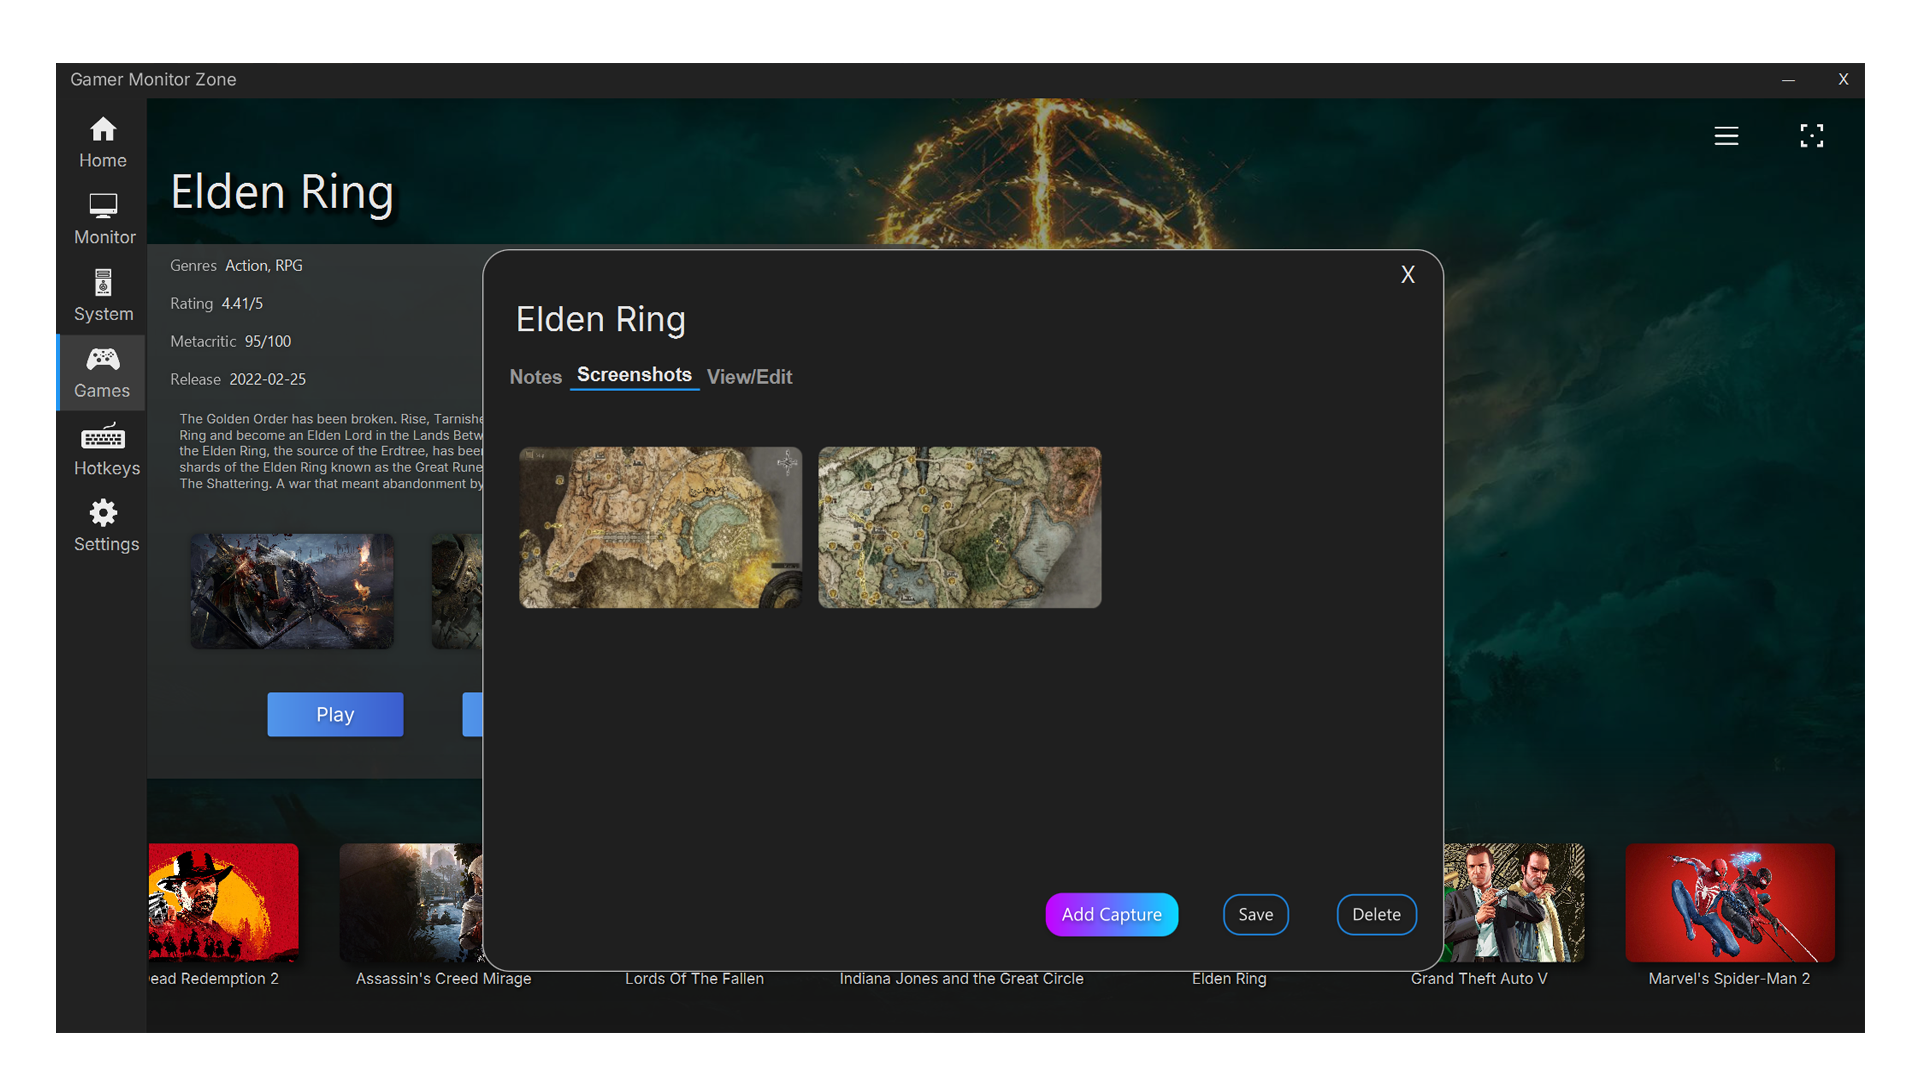 Gamer Monitor Zone
X
Home
Monitor
System
Games
Hotkeys
Settings
Elden Ring
Genres Action, RPG
Rating 4.41/5
Metacritic 95/100
Release 2022-02-25
The Golden Order has been broken. Rise, Tarnishe
Ring and become an Elden Lord in the Lands Betw
the Elden Ring, the source of the Erdtree, has bee
shards of the Elden Ring known as the Great Rune
The Shattering. A war that meant abandonment by
Play
X
Elden Ring
Notes Screenshots View/Edit
Add Capture Save Delete
ead Redemption 2
Assassin's Creed Mirage
Lords Of The Fallen
Indiana Jones and the Great Circle
Elden Ring
Grand Theft Auto V
Marvel's Spider-Man 2